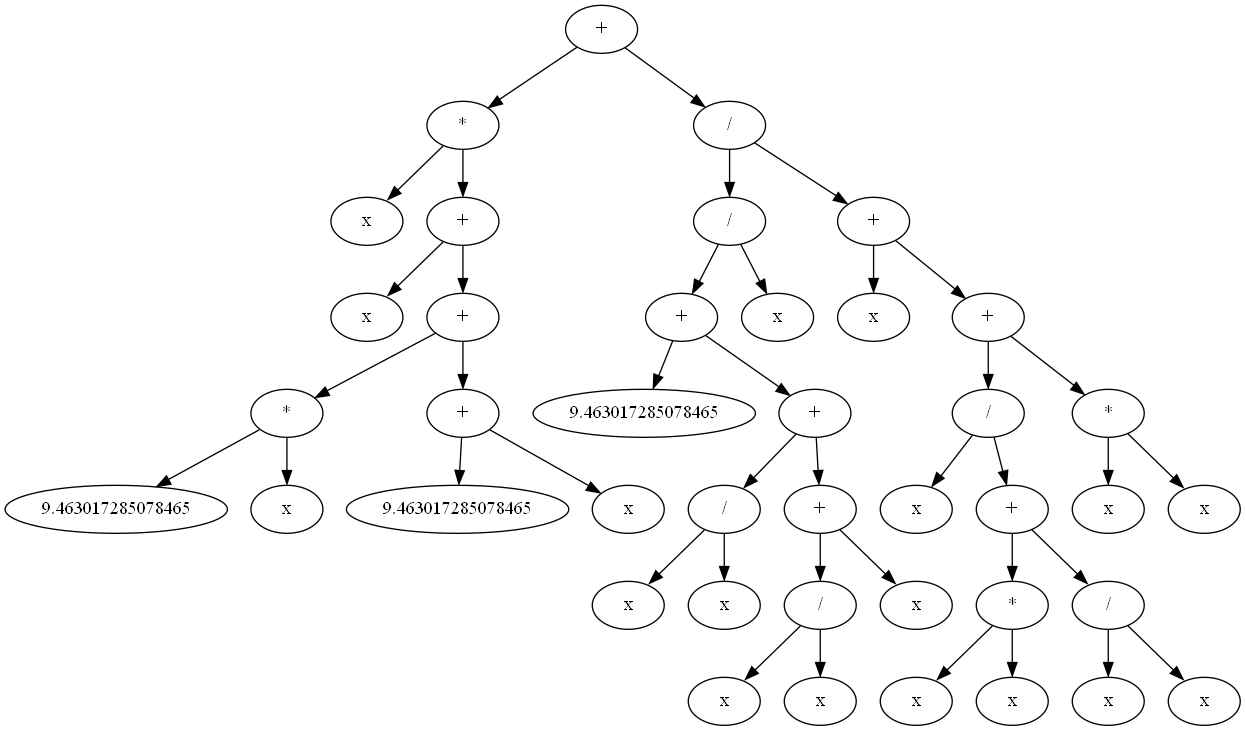 +
* /
x + / +
x + + x x +
* + 9.463017285078465 + / *
9.463017285078465 x 9.463017285078465 x / + x + x x
x x / x * /
x x x x x x